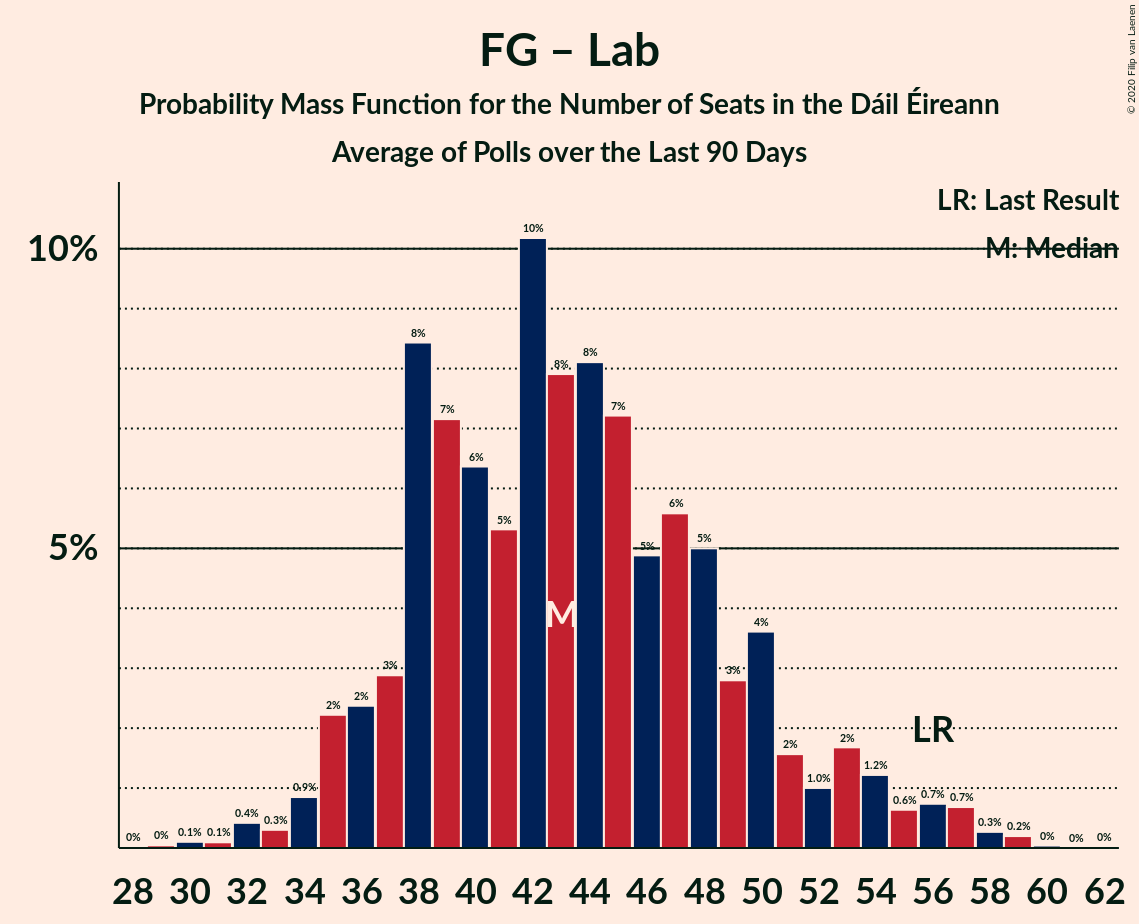 FG – Lab
Probability Mass Function for the Number of Seats in the Dáil Éireann
Average of Polls over the Last 90 Days
© 2020 Filip van Laenen
LR: Last Result
M: Median
10%
5%
0% 0% 0.1% 0.1% 0.4% 0.3% 0.9% 2% 2% 3% 8% 7% 6% 5% 10% 8% 8% 7% 5% 6% 5% 3% 4% 2% 1.0% 2% 1.2% 0.6% 0.7% 0.7% 0.3% 0.2% 0% 0% 0%
M
LR
28 30 32 34 36 38 40 42 44 46 48 50 52 54 56 58 60 62